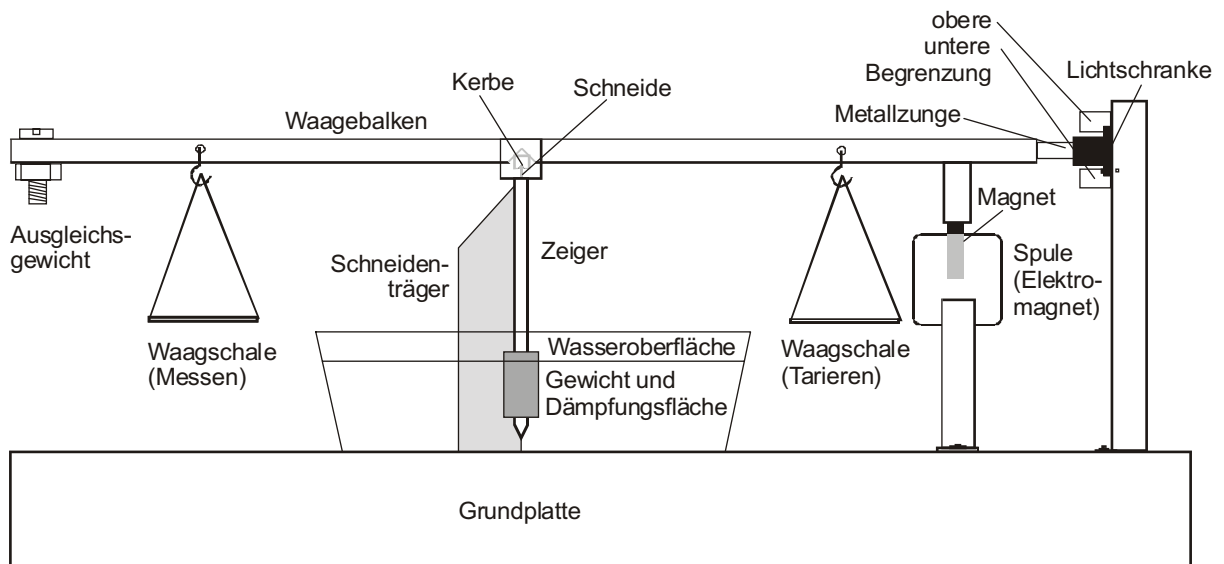 obere
untere
Begrenzung
Lichtschranke
Kerbe
Schneide
Waagebalken
Metallzunge
Ausgleichs-
gewicht
Schneiden-
träger
Zeiger
Magnet
Spule
(Elektro-
magnet)
Waagschale
(Messen)
Wasseroberfläche
Gewicht und
Dämpfungsfläche
Waagschale
(Tarieren)
Grundplatte